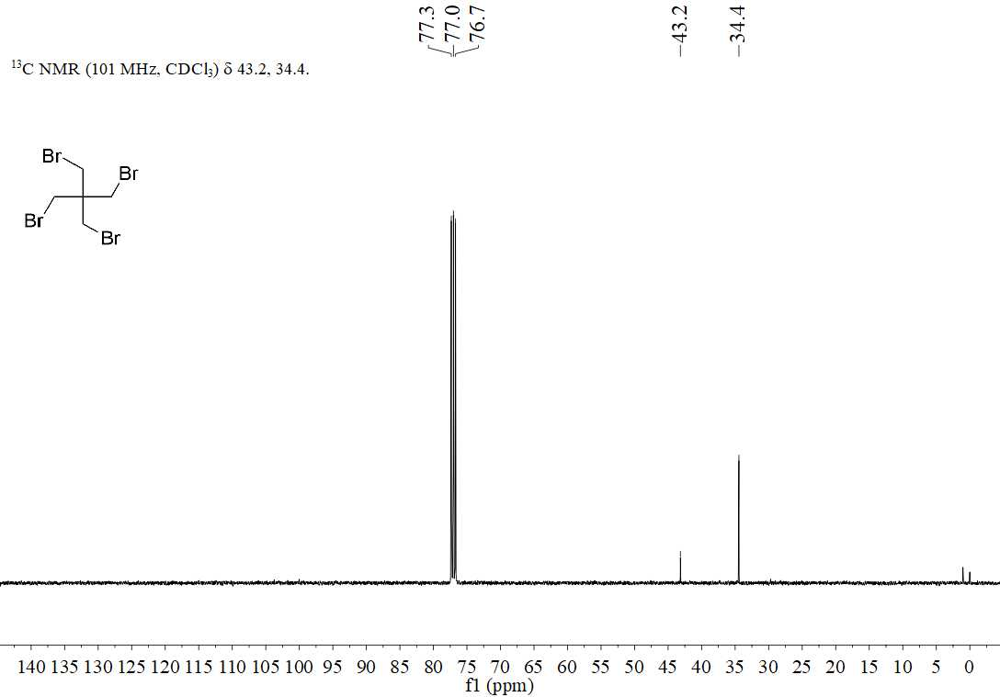 77.3
77.0
76.7
43.2
34.4
¹³C NMR (101 MHz, CDCl₃) δ 43.2, 34.4.
Br
Br
Br
Br
140 135 130 125 120 115 110 105 100 95 90 85 80 75 70 65 60 55 50 45 40 35 30 25 20 15 10 5 0
f1 (ppm)